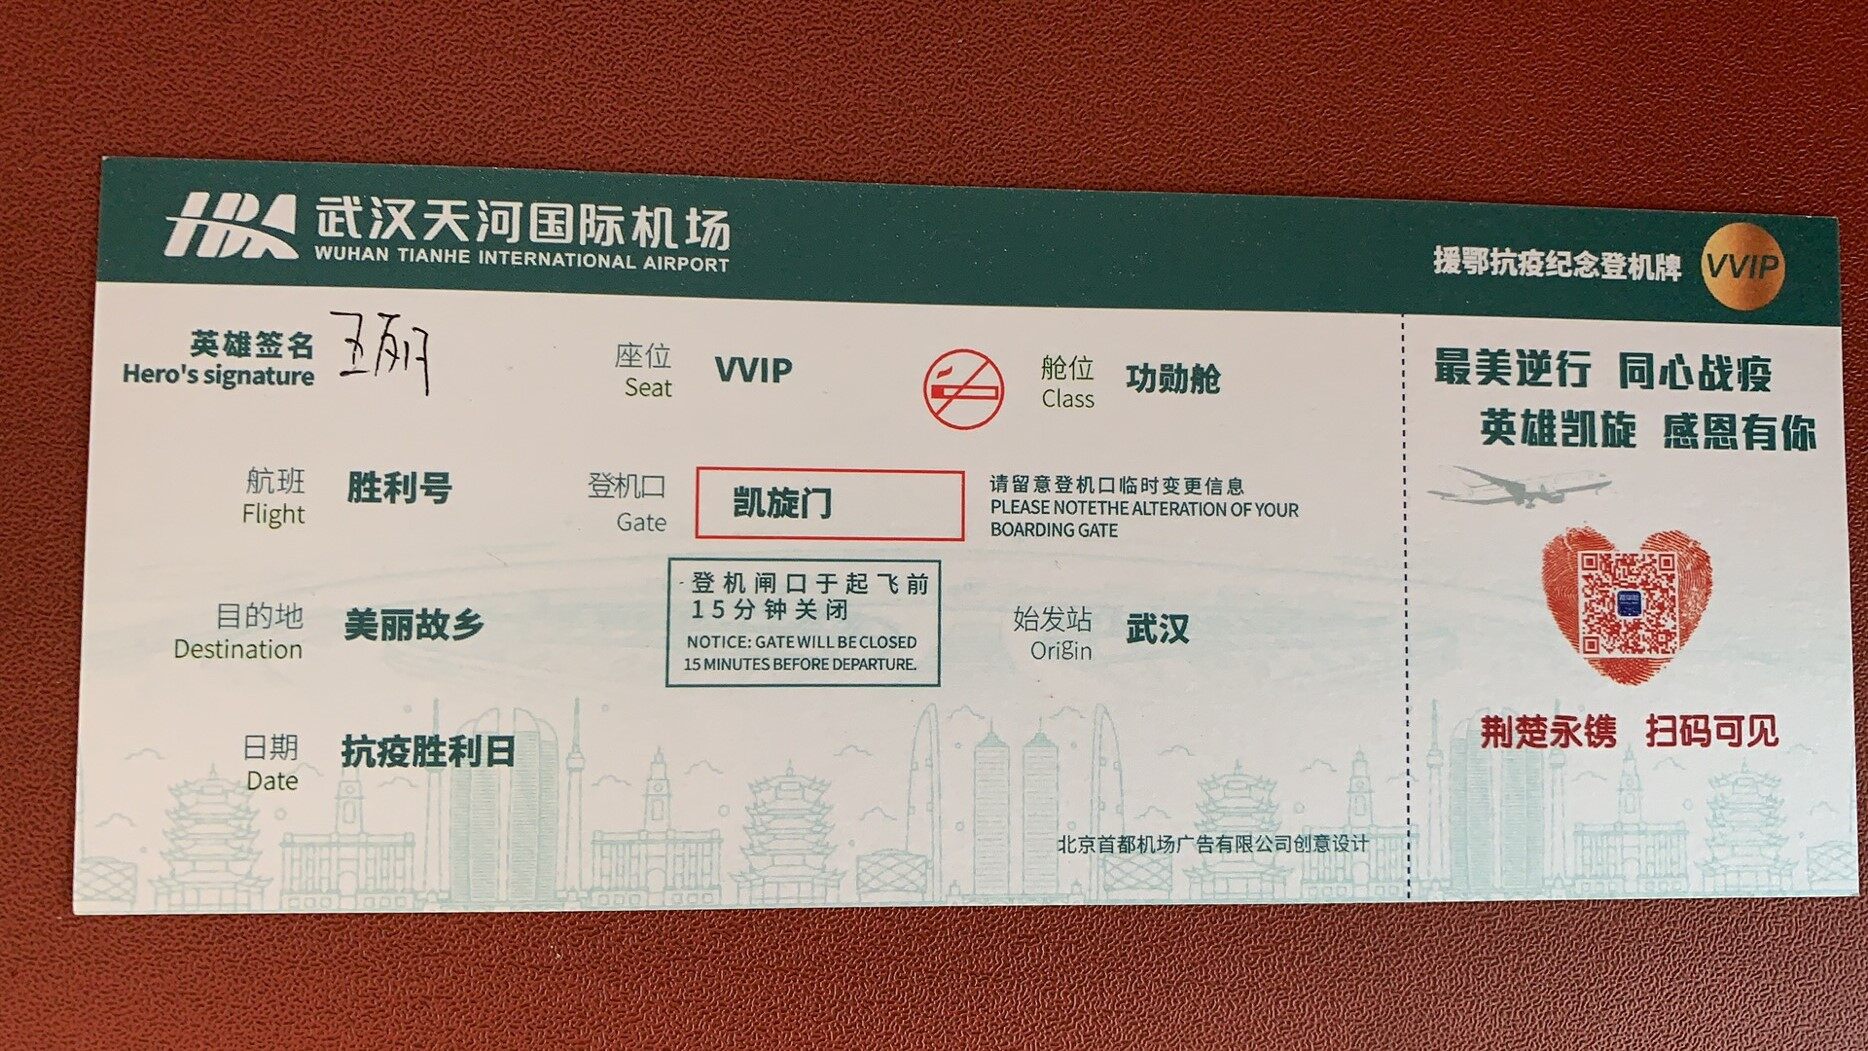 HBA 武汉天河国际机场
WUHAN TIANHE INTERNATIONAL AIRPORT
援鄂抗疫纪念登机牌 VVIP
英雄签名
Hero's signature
座位 VVIP
Seat
舱位 功勋舱
Class
航班 胜利号
Flight
登机口 凯旋门
Gate
请留意登机口临时变更信息
PLEASE NOTETHE ALTERATION OF YOUR
BOARDING GATE
目的地 美丽故乡
Destination
登机闸口于起飞前
15分钟关闭
NOTICE: GATE WILL BE CLOSED
15 MINUTES BEFORE DEPARTURE.
始发站 武汉
Origin
日期 抗疫胜利日
Date
北京首都机场广告有限公司创意设计
最美逆行 同心战疫
英雄凯旋 感恩有你
荆楚永镌 扫码可见